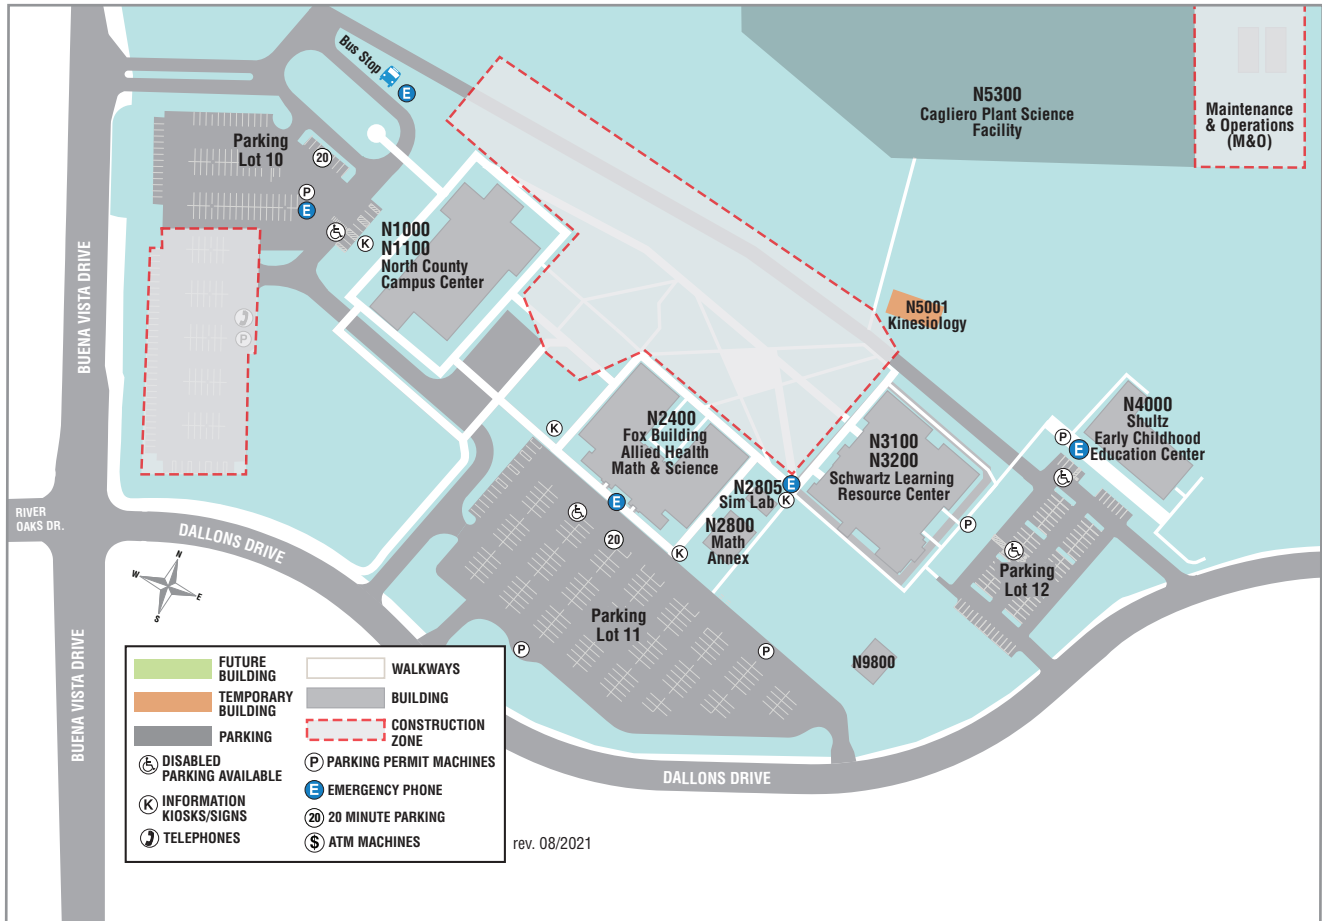 Bus Stop
E
N5300
Cagliero Plant Science
Facility
Maintenance
& Operations
(M&O)
Parking
Lot 10
20
P
E
K
N1000
N1100
North County
Campus Center
BUENA VISTA DRIVE
P
N5001
Kinesiology
N4000
Shultz
Early Childhood
Education Center
P
E
K
N2400
Fox Building
Allied Health
Math & Science
N3100
N3200
Schwartz Learning
Resource Center
N2805
Sim Lab
E
K
N2800
Math
Annex
E
20
K
P
Parking
Lot 12
RIVER
OAKS DR.
DALLONS DRIVE
N
W
E
S
Parking
Lot 11
P
P
N9800
BUENA VISTA DRIVE
DALLONS DRIVE
FUTURE
BUILDING
TEMPORARY
BUILDING
PARKING
DISABLED
PARKING AVAILABLE
K INFORMATION
KIOSKS/SIGNS
TELEPHONES
WALKWAYS
BUILDING
CONSTRUCTION
ZONE
P PARKING PERMIT MACHINES
E EMERGENCY PHONE
20 20 MINUTE PARKING
$ ATM MACHINES
rev. 08/2021